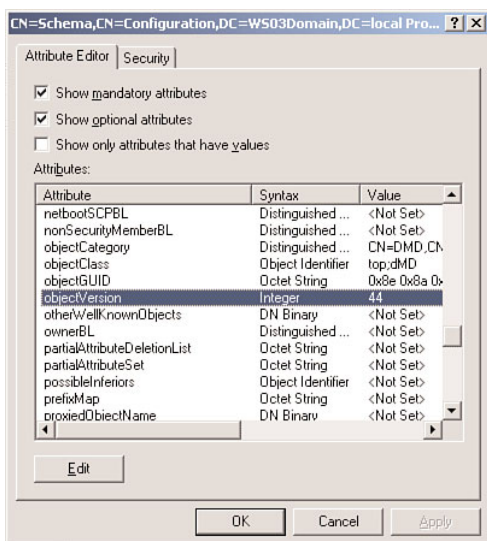 CN=Schema,CN=Configuration,DC=WS03Domain,DC=local Pro... ? X
Attribute Editor Security
Show mandatory attributes
Show optional attributes
Show only attributes that have values
Attributes:
Attribute Syntax Value
netbootSCPBL Distinguished ... <Not Set>
nonSecurityMemberBL Distinguished ... <Not Set>
objectCategory Distinguished ... CN=DMD,CN
objectClass Object Identifier top;dMD
objectGUID Octet String 0x8e 0x8a 0x
objectVersion Integer 44
otherWellKnownObjects DN Binary <Not Set>
ownerBL Distinguished ... <Not Set>
partialAttributeDeletionList Octet String <Not Set>
partialAttributeSet Octet String <Not Set>
possibleInferiors Object Identifier <Not Set>
prefixMap Octet String <Not Set>
proxiedObjectName DN Binary <Not Set>
Edit
OK Cancel Apply